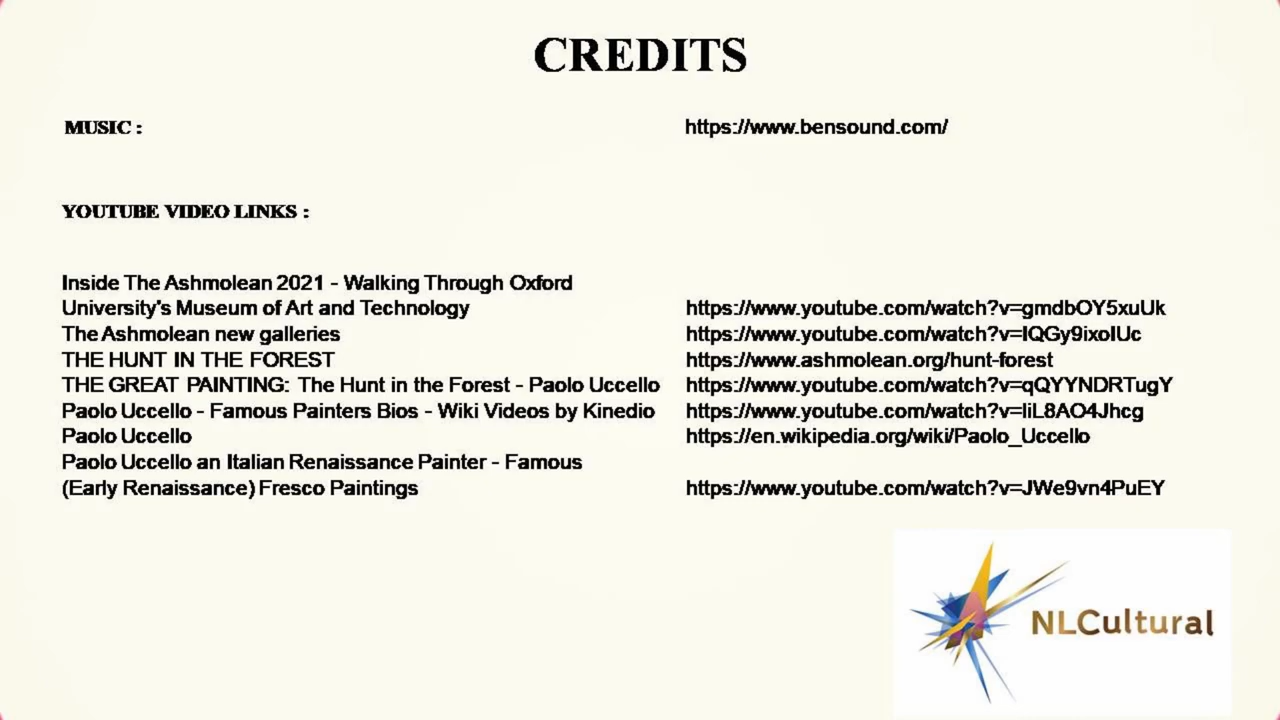 CREDITS
MUSIC : https://www.bensound.com/
YOUTUBE VIDEO LINKS :
Inside The Ashmolean 2021 - Walking Through Oxford
University's Museum of Art and Technology https://www.youtube.com/watch?v=gmdbOY5xuUk
The Ashmolean new galleries https://www.youtube.com/watch?v=IQGy9ixolUc
THE HUNT IN THE FOREST https://www.ashmolean.org/hunt-forest
THE GREAT PAINTING: The Hunt in the Forest - Paolo Uccello https://www.youtube.com/watch?v=qQYYNDRTugY
Paolo Uccello - Famous Painters Bios - Wiki Videos by Kinedio https://www.youtube.com/watch?v=liL8AO4Jhcg
Paolo Uccello https://en.wikipedia.org/wiki/Paolo_Uccello
Paolo Uccello an Italian Renaissance Painter - Famous
(Early Renaissance) Fresco Paintings https://www.youtube.com/watch?v=JWe9vn4PuEY
NLCultural